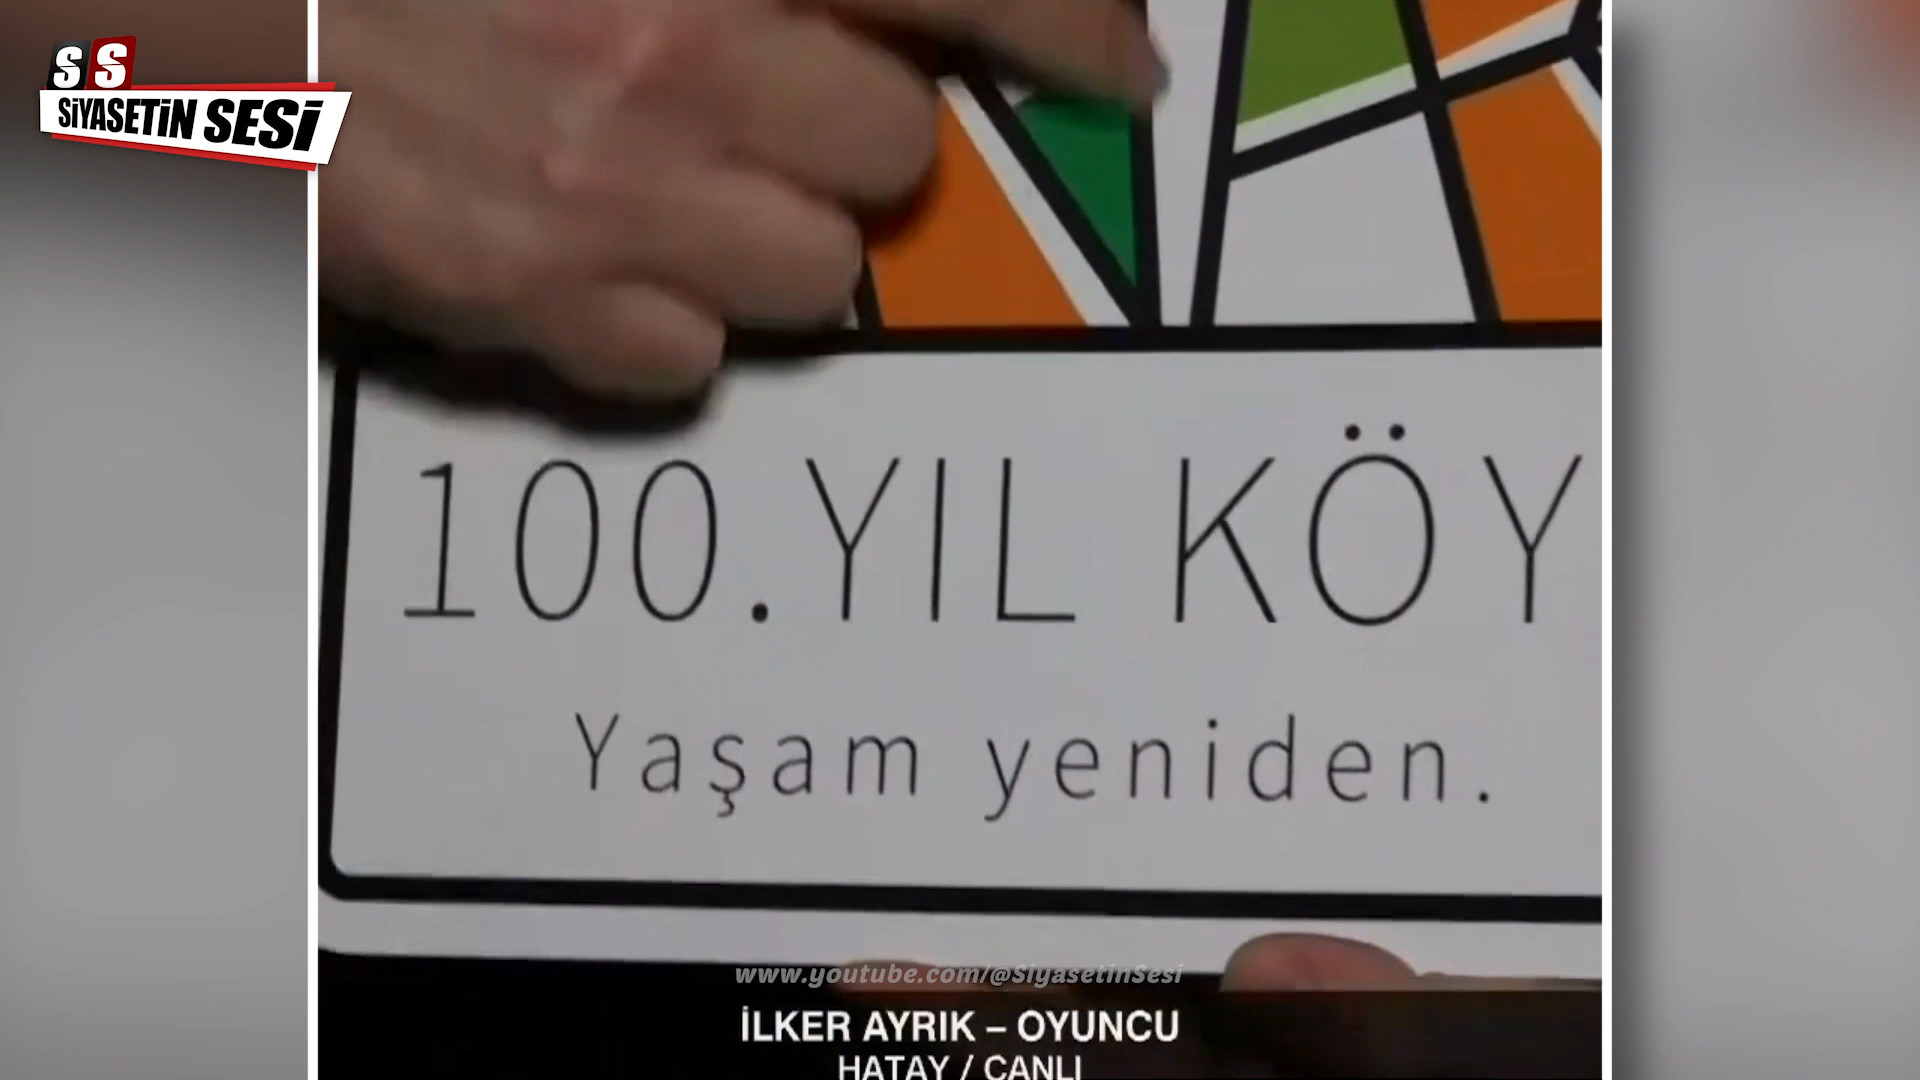 SS
SİYASETİN SESİ
100.YIL KÖY
Yaşam yeniden.
www.youtube.com/@SiyasetinSesi
İLKER AYRIK – OYUNCU
HATAY / CANLI